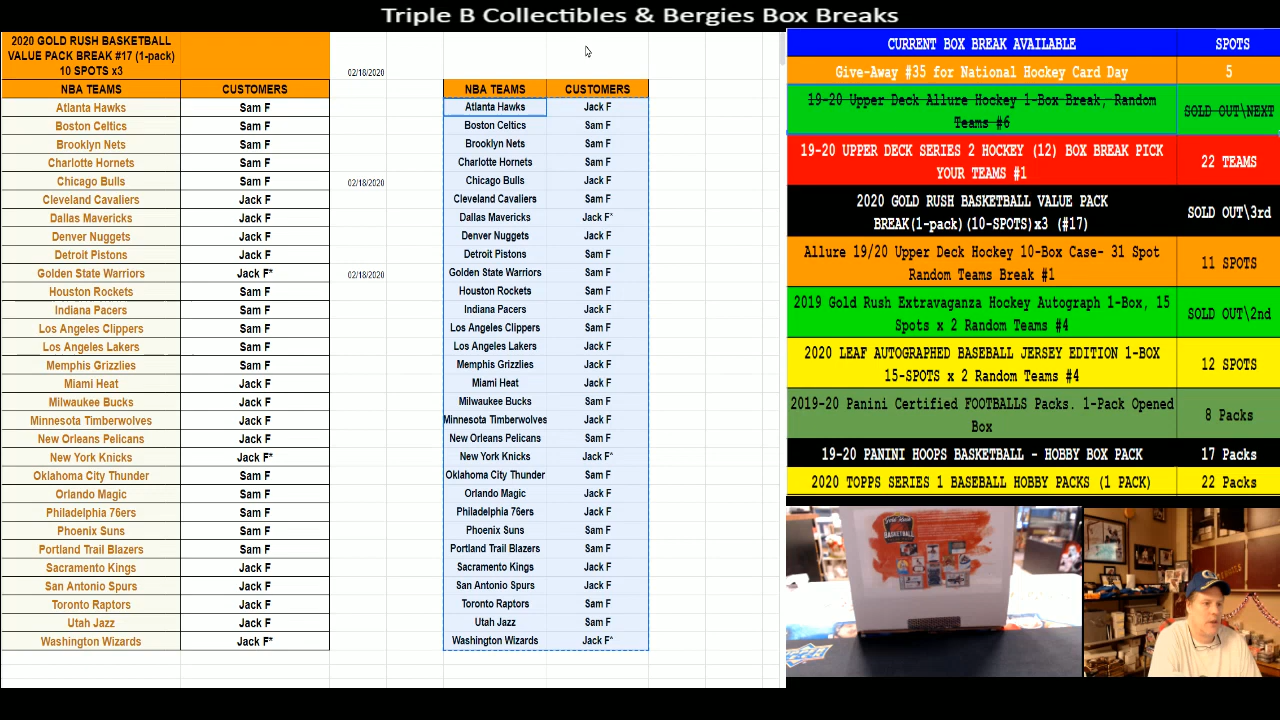 Triple B Collectibles & Bergies Box Breaks
2020 GOLD RUSH BASKETBALL
VALUE PACK BREAK #17 (1-pack)
10 SPOTS x3
02/18/2020
NBA TEAMS CUSTOMERS
Atlanta Hawks Sam F
Boston Celtics Sam F
Brooklyn Nets Sam F
Charlotte Hornets Sam F
Chicago Bulls Sam F
02/18/2020
Cleveland Cavaliers Jack F
Dallas Mavericks Jack F
Denver Nuggets Jack F
Detroit Pistons Jack F
Golden State Warriors Jack F*
02/18/2020
Houston Rockets Sam F
Indiana Pacers Sam F
Los Angeles Clippers Sam F
Los Angeles Lakers Sam F
Memphis Grizzlies Sam F
Miami Heat Jack F
Milwaukee Bucks Jack F
Minnesota Timberwolves Jack F
New Orleans Pelicans Jack F
New York Knicks Jack F*
Oklahoma City Thunder Sam F
Orlando Magic Sam F
Philadelphia 76ers Sam F
Phoenix Suns Sam F
Portland Trail Blazers Sam F
Sacramento Kings Jack F
San Antonio Spurs Jack F
Toronto Raptors Jack F
Utah Jazz Jack F
Washington Wizards Jack F*
NBA TEAMS CUSTOMERS
Atlanta Hawks Jack F
Boston Celtics Sam F
Brooklyn Nets Sam F
Charlotte Hornets Sam F
Chicago Bulls Jack F
Cleveland Cavaliers Sam F
Dallas Mavericks Jack F*
Denver Nuggets Jack F
Detroit Pistons Sam F
Golden State Warriors Sam F
Houston Rockets Sam F
Indiana Pacers Jack F
Los Angeles Clippers Sam F
Los Angeles Lakers Jack F
Memphis Grizzlies Sam F
Miami Heat Jack F
Milwaukee Bucks Sam F
Minnesota Timberwolves Jack F
New Orleans Pelicans Sam F
New York Knicks Jack F*
Oklahoma City Thunder Sam F
Orlando Magic Jack F
Philadelphia 76ers Jack F
Phoenix Suns Sam F
Portland Trail Blazers Sam F
Sacramento Kings Jack F
San Antonio Spurs Jack F
Toronto Raptors Sam F
Utah Jazz Sam F
Washington Wizards Jack F*
CURRENT BOX BREAK AVAILABLE SPOTS
Give-Away #35 for National Hockey Card Day 5
19-20 Upper Deck Allure Hockey 1-Box Break, Random
Teams #6
SOLD OUT\NEXT
19-20 UPPER DECK SERIES 2 HOCKEY (12) BOX BREAK PICK
YOUR TEAMS #1
22 TEAMS
2020 GOLD RUSH BASKETBALL VALUE PACK
BREAK(1-pack)(10-SPOTS)x3 (#17)
SOLD OUT\3rd
Allure 19/20 Upper Deck Hockey 10-Box Case- 31 Spot
Random Teams Break #1
11 SPOTS
2019 Gold Rush Extravaganza Hockey Autograph 1-Box, 15
Spots x 2 Random Teams #4
SOLD OUT\2nd
2020 LEAF AUTOGRAPHED BASEBALL JERSEY EDITION 1-BOX
15-SPOTS x 2 Random Teams #4
12 SPOTS
2019-20 Panini Certified FOOTBALLS Packs. 1-Pack Opened
Box
8 Packs
19-20 PANINI HOOPS BASKETBALL - HOBBY BOX PACK 17 Packs
2020 TOPPS SERIES 1 BASEBALL HOBBY PACKS (1 PACK) 22 Packs
Gold Rush
BASKETBALL